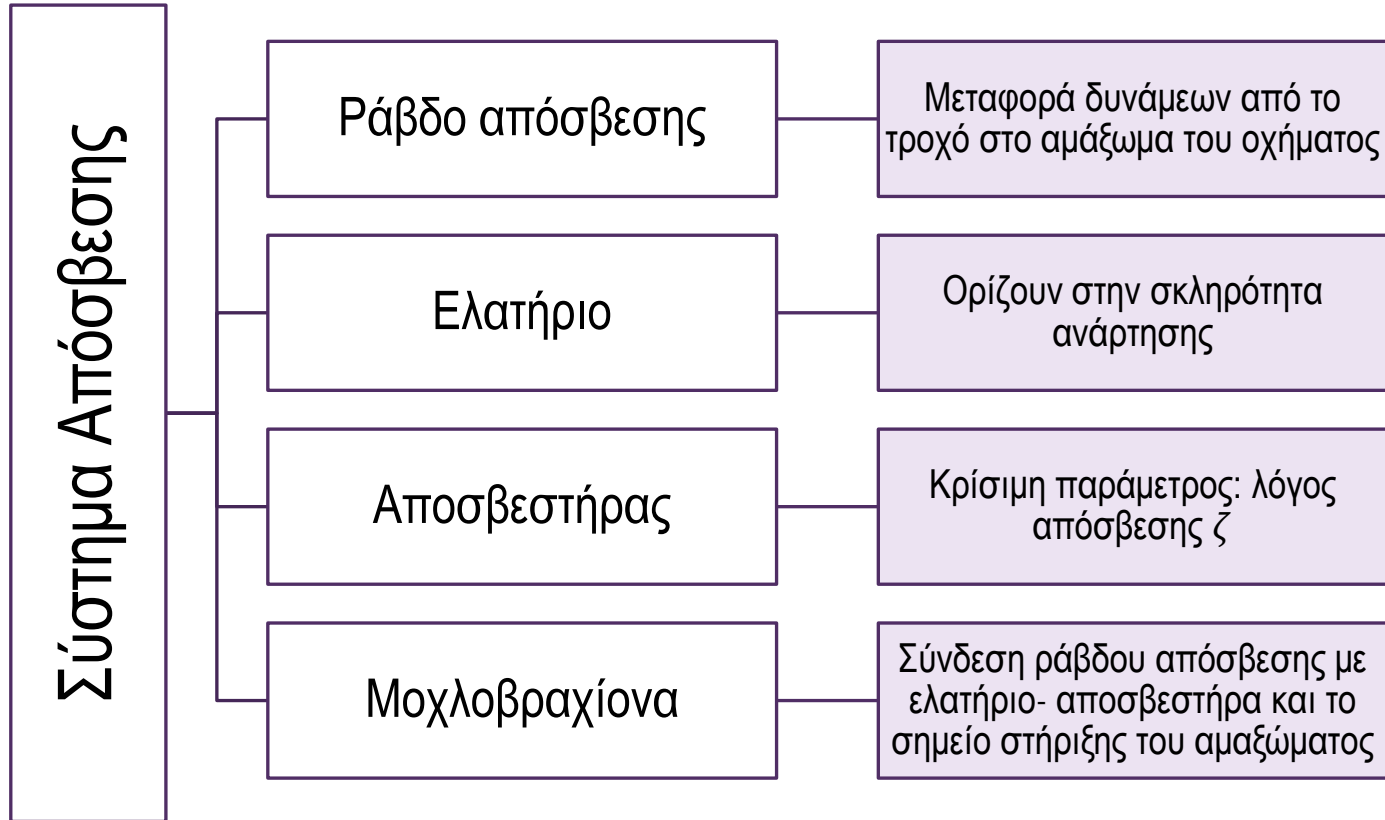 Σύστημα Απόσβεσης
Ράβδο απόσβεσης
Μεταφορά δυνάμεων από το
τροχό στο αμάξωμα του οχήματος
Ελατήριο
Ορίζουν στην σκληρότητα
ανάρτησης
Αποσβεστήρας
Κρίσιμη παράμετρος: λόγος
απόσβεσης ζ
Μοχλοβραχίονα
Σύνδεση ράβδου απόσβεσης με
ελατήριο- αποσβεστήρα και το
σημείο στήριξης του αμαξώματος